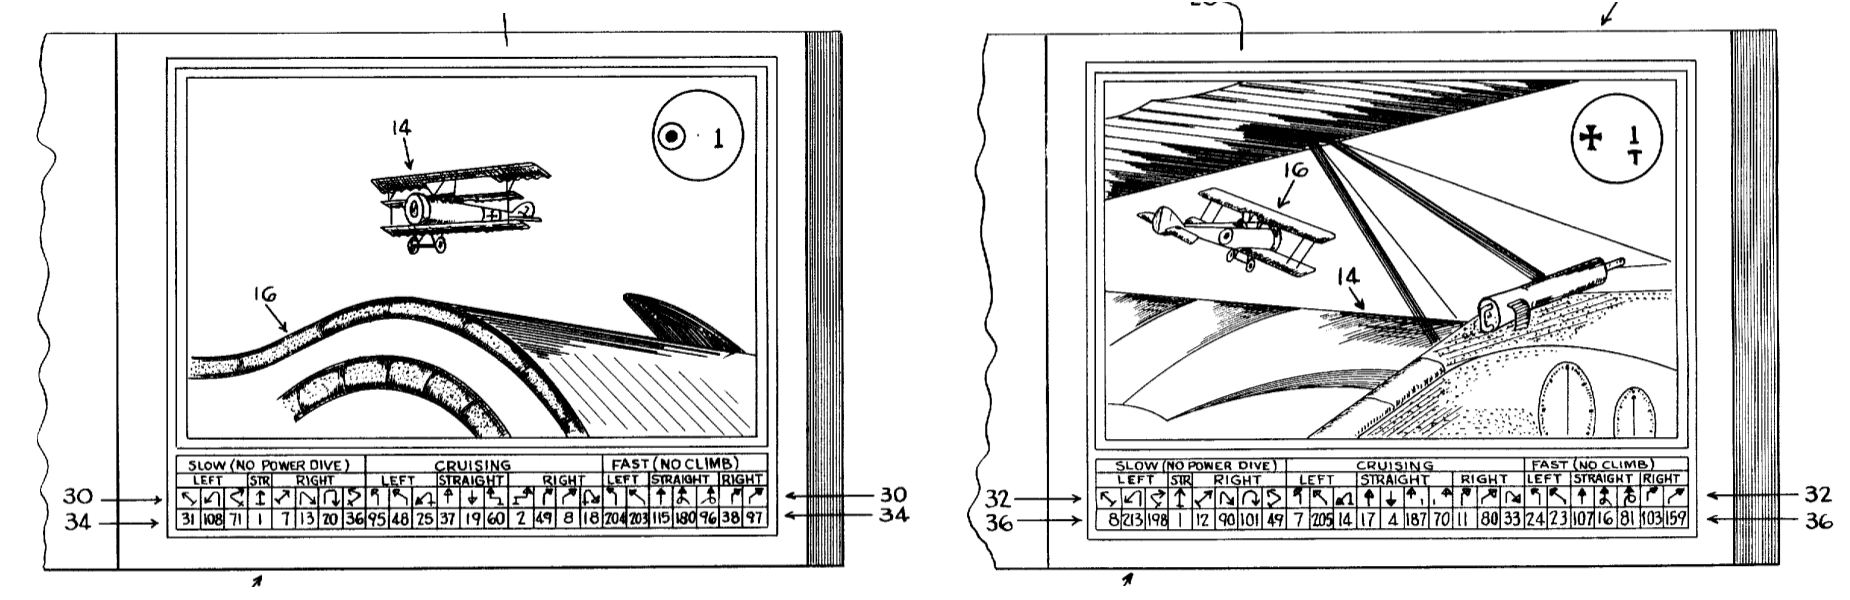 14
1
16
SLOW (NO POWER DIVE) CRUISING FAST (NO CLIMB)
LEFT STR RIGHT LEFT STRAIGHT RIGHT LEFT STRAIGHT RIGHT
30 30
34 31 108 71 1 7 13 20 36 95 48 25 37 19 60 2 49 8 18 204 203 115 180 96 38 97 34
1
T
16
14
SLOW (NO POWER DIVE) CRUISING FAST (NO CLIMB)
LEFT STR RIGHT LEFT STRAIGHT RIGHT LEFT STRAIGHT RIGHT
32 32
36 8 213 198 1 12 90 101 49 7 205 14 17 4 187 70 11 80 33 24 23 107 16 81 103 159 36